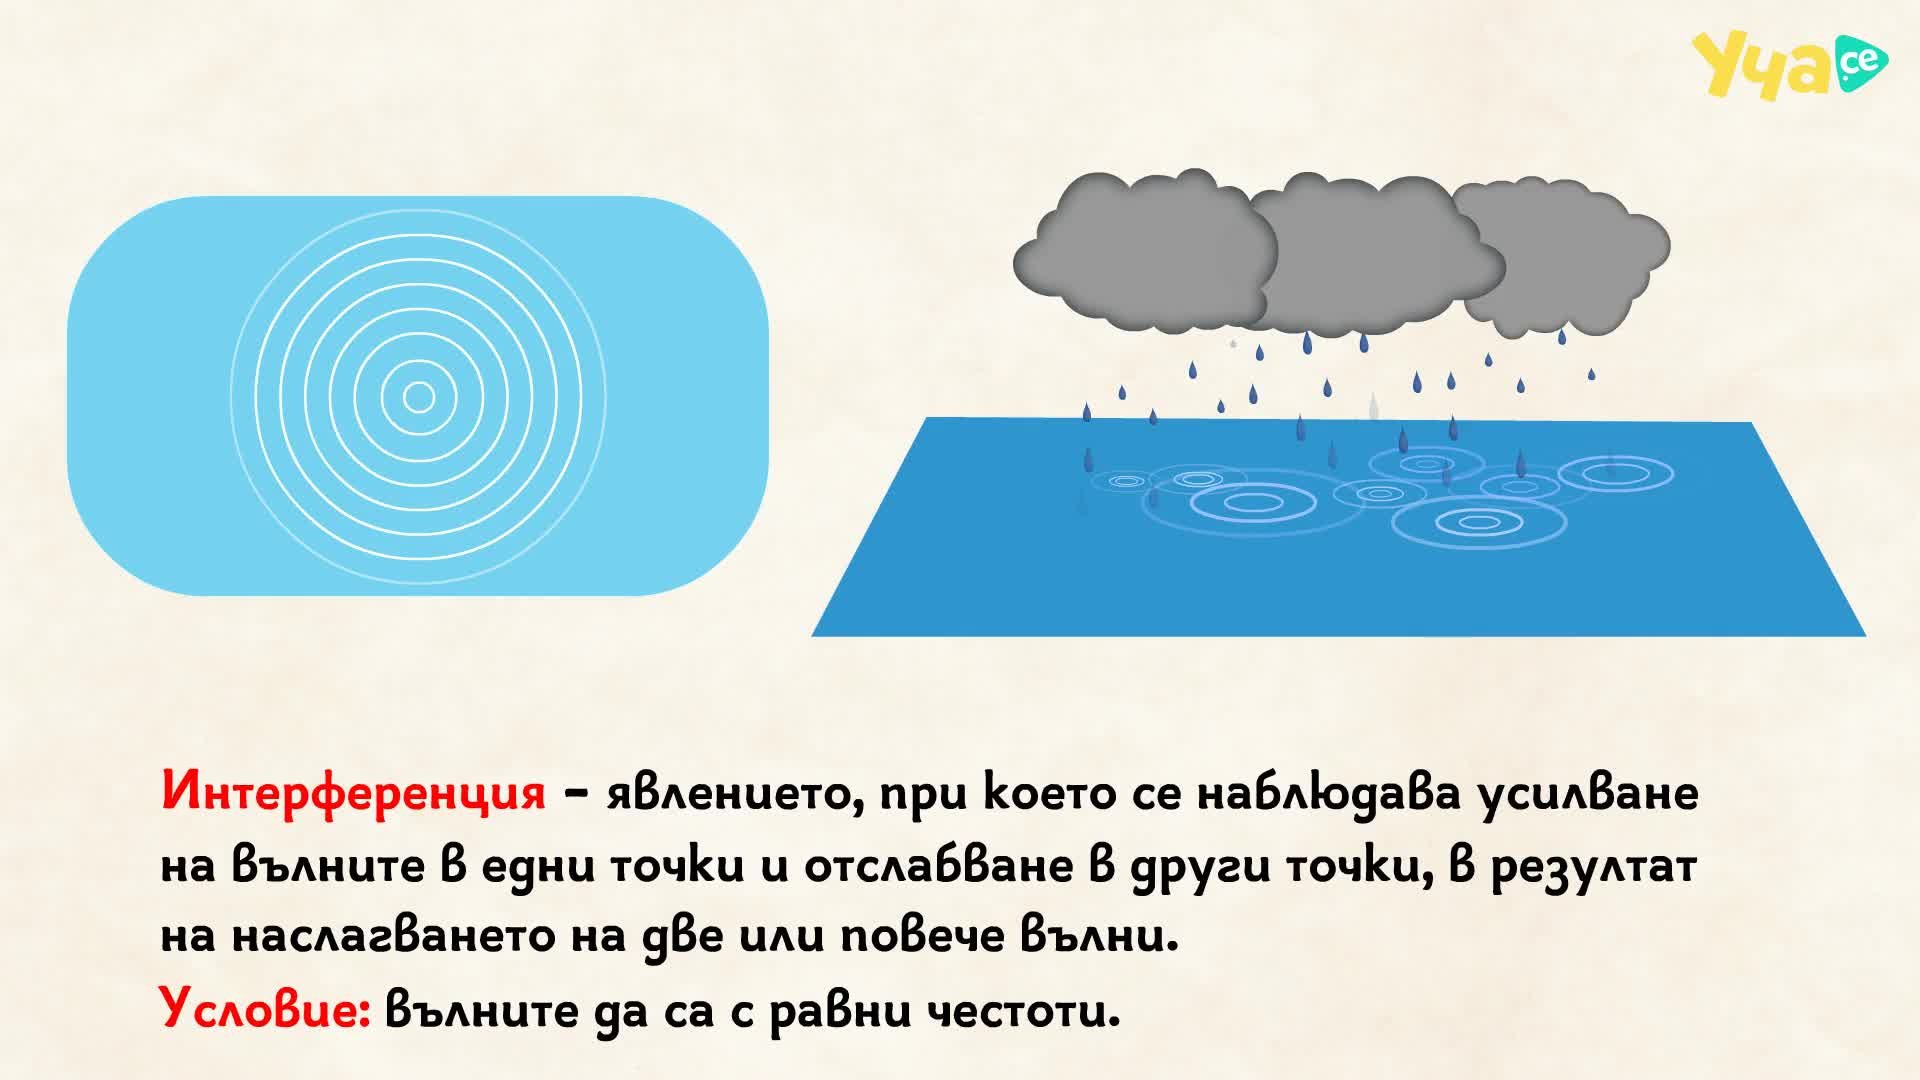 Уча се
Интерференция – явлението, при което се наблюдава усилване
на вълните в едни точки и отслабване в други точки, в резултат
на наслагването на две или повече вълни.
Условие: вълните да са с равни честоти.